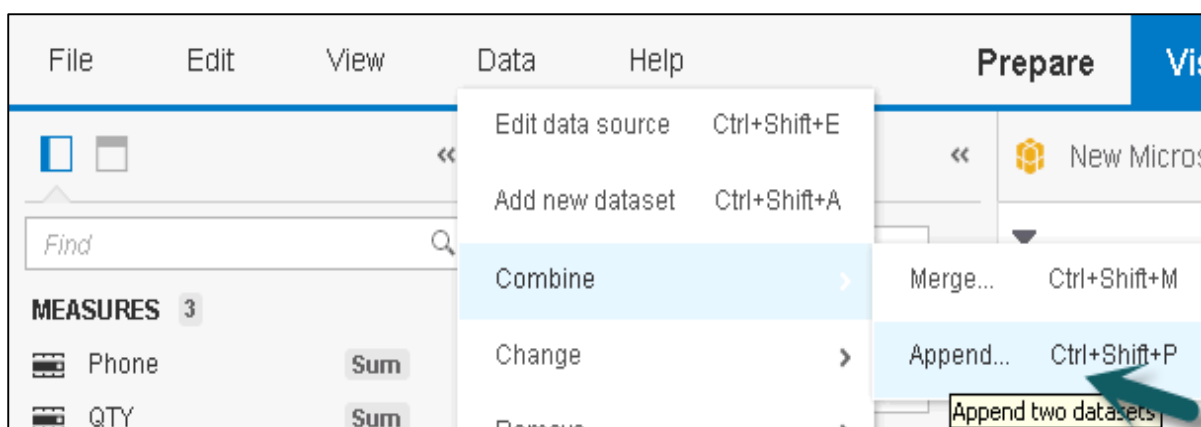 File Edit View Data Help Prepare
Edit data source Ctrl+Shift+E
New
Add new dataset Ctrl+Shift+A
Find
Combine
Merge... Ctrl+Shift+M
MEASURES 3
Phone Sum
Change
Append... Ctrl+Shift+P
QTY Sum
Append two datasets